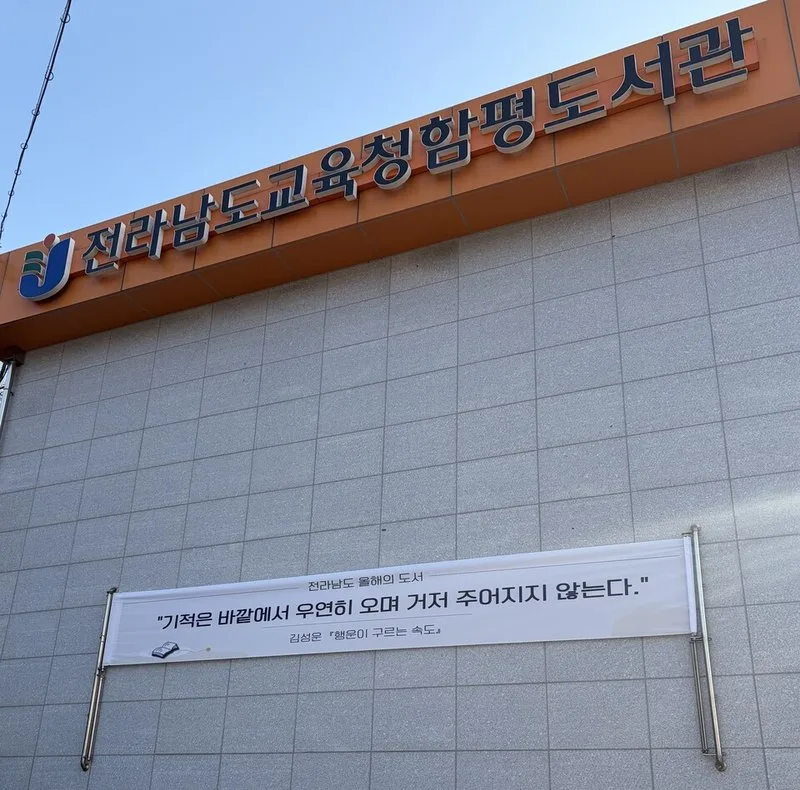 전라남도교육청함평도서관
전라남도 올해의 도서
"기적은 바깥에서 우연히 오며 거저 주어지지 않는다."
김성운 『행운이 구르는 속도』